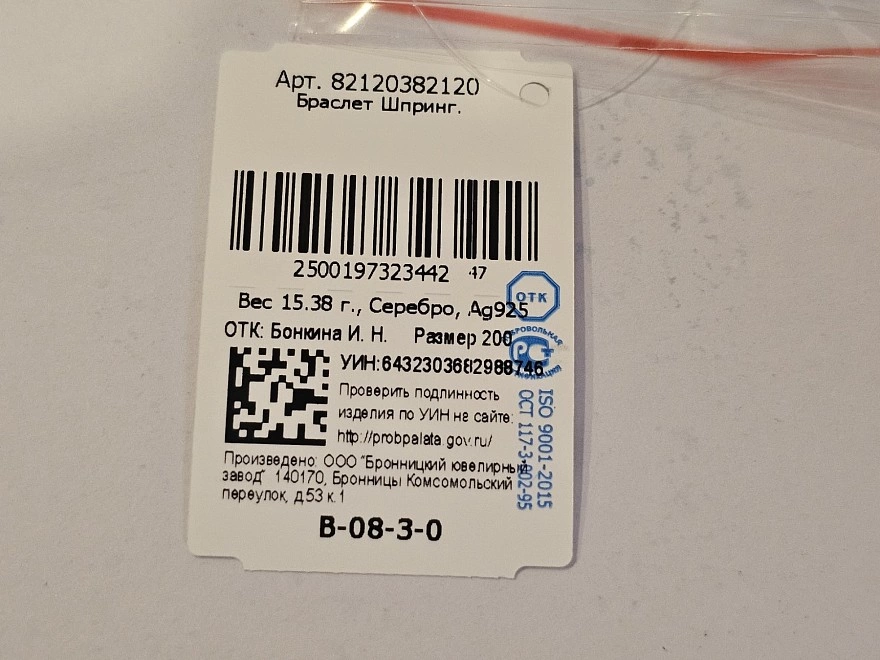 Арт. 82120382120
Браслет Шпринг.
2500197323442 47
Вес 15.38 г., Серебро, Ag925
ОТК
ОТК: Бонкина И. Н. Размер 200
РСТ
УИН:6432303682988746
Проверить подлинность
изделия по УИН на сайте:
http://probpalata.gov.ru/
ISO 9001-2015
ОСТ 117-3-002-95
Произведено: ООО "Бронницкий ювелирный
завод" 140170, Бронницы Комсомольский
переулок, д.53 к.1
В-08-3-0